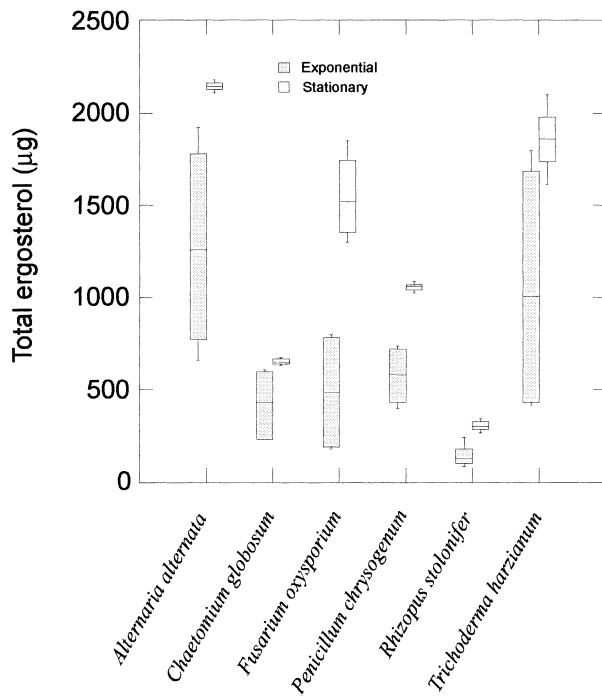 2500
2000
1500
1000
500
0
Total ergosterol (µg)
Exponential
Stationary
Alternaria alternata
Chaetomium globosum
Fusarium oxysporium
Penicillum chrysogenum
Rhizopus stolonifer
Trichoderma harzianum